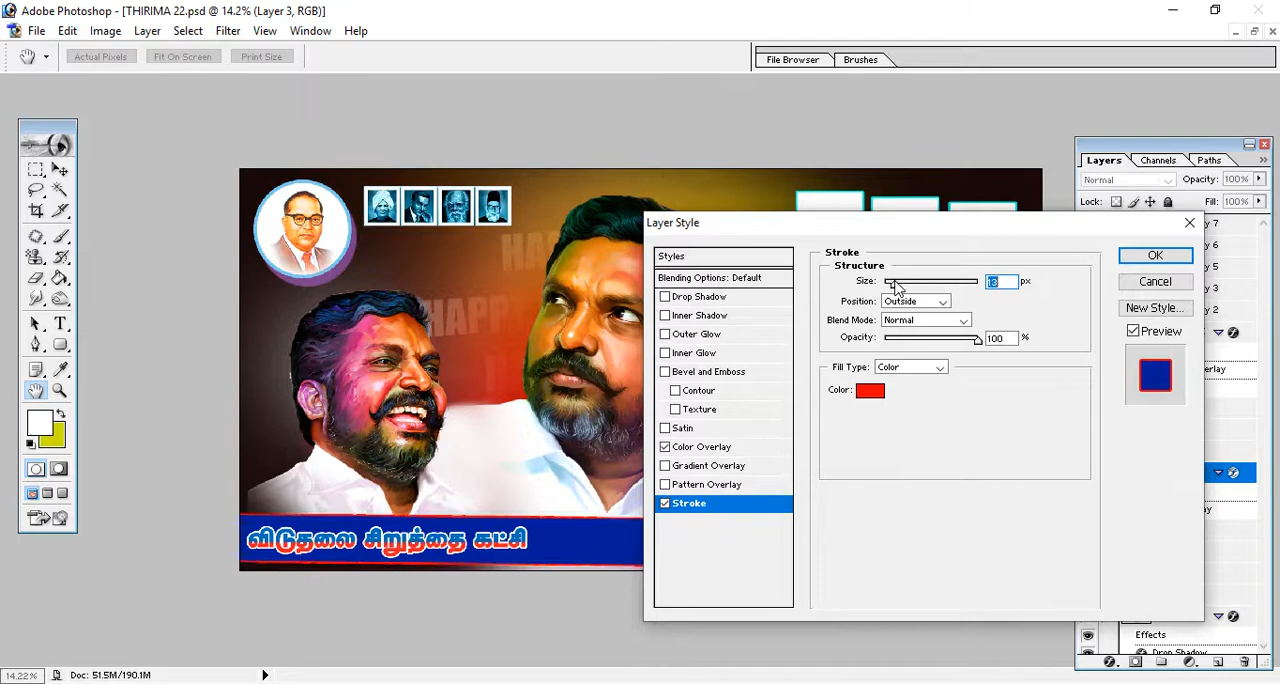 Adobe Photoshop - [THIRIMA 22.psd @ 14.2% (Layer 3, RGB)]
File Edit Image Layer Select Filter View Window Help
Actual Pixels Fit On Screen Print Size
File Browser Brushes
Layers Channels Paths
Normal Opacity: 100%
Lock: Fill: 100%
Layer Style
Styles
Blending Options: Default
Drop Shadow
Inner Shadow
Outer Glow
Inner Glow
Bevel and Emboss
Contour
Texture
Satin
Color Overlay
Gradient Overlay
Pattern Overlay
Stroke
Stroke
Structure
Size: 13 px
Position: Outside
Blend Mode: Normal
Opacity: 100 %
Fill Type: Color
Color:
OK
Cancel
New Style...
Preview
HAPP
HAPPY
விடுதலை சிறுத்தை கட்சி
Effects
Drop Shadow
14.22% Doc: 51.5M/190.1M